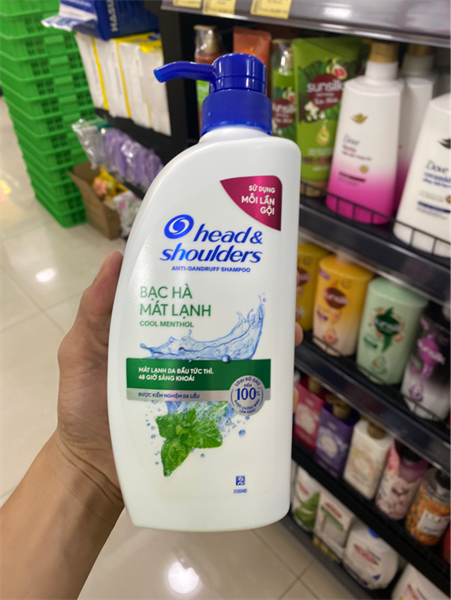 SỬ DỤNG
MỖI LẦN
GỘI
head &
shoulders
ANTI-DANDRUFF SHAMPOO
BẠC HÀ
MÁT LẠNH
COOL MENTHOL
MÁT LẠNH DA ĐẦU TỨC THÌ,
48 GIỜ SẢNG KHOÁI
ĐƯỢC KIỂM NGHIỆM DA LIỄU
100%
sunsilk
Dove
Dove